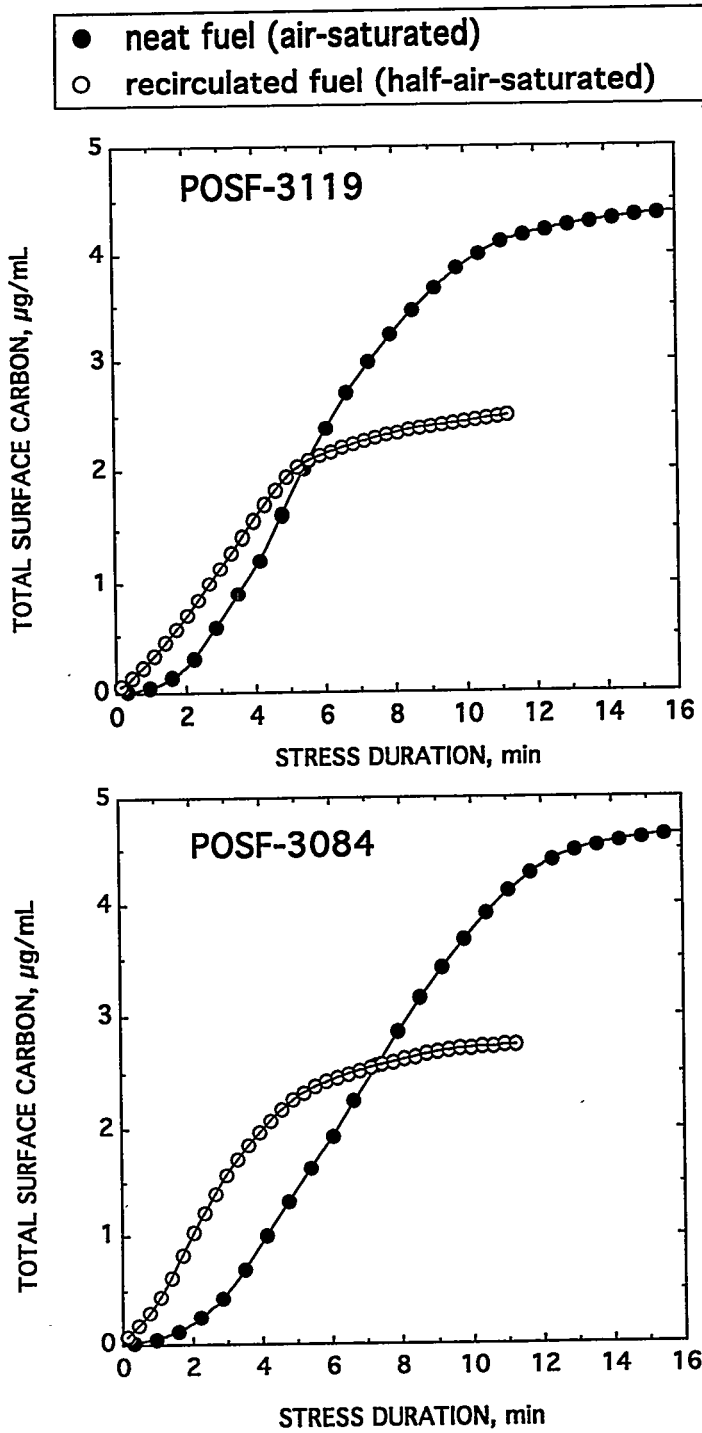 ● neat fuel (air-saturated)
○ recirculated fuel (half-air-saturated)
5
4
3
2
1
0
POSF-3119
TOTAL SURFACE CARBON, µg/mL
0 2 4 6 8 10 12 14 16
STRESS DURATION, min
5
4
3
2
1
0
POSF-3084
TOTAL SURFACE CARBON, µg/mL
0 2 4 6 8 10 12 14 16
STRESS DURATION, min